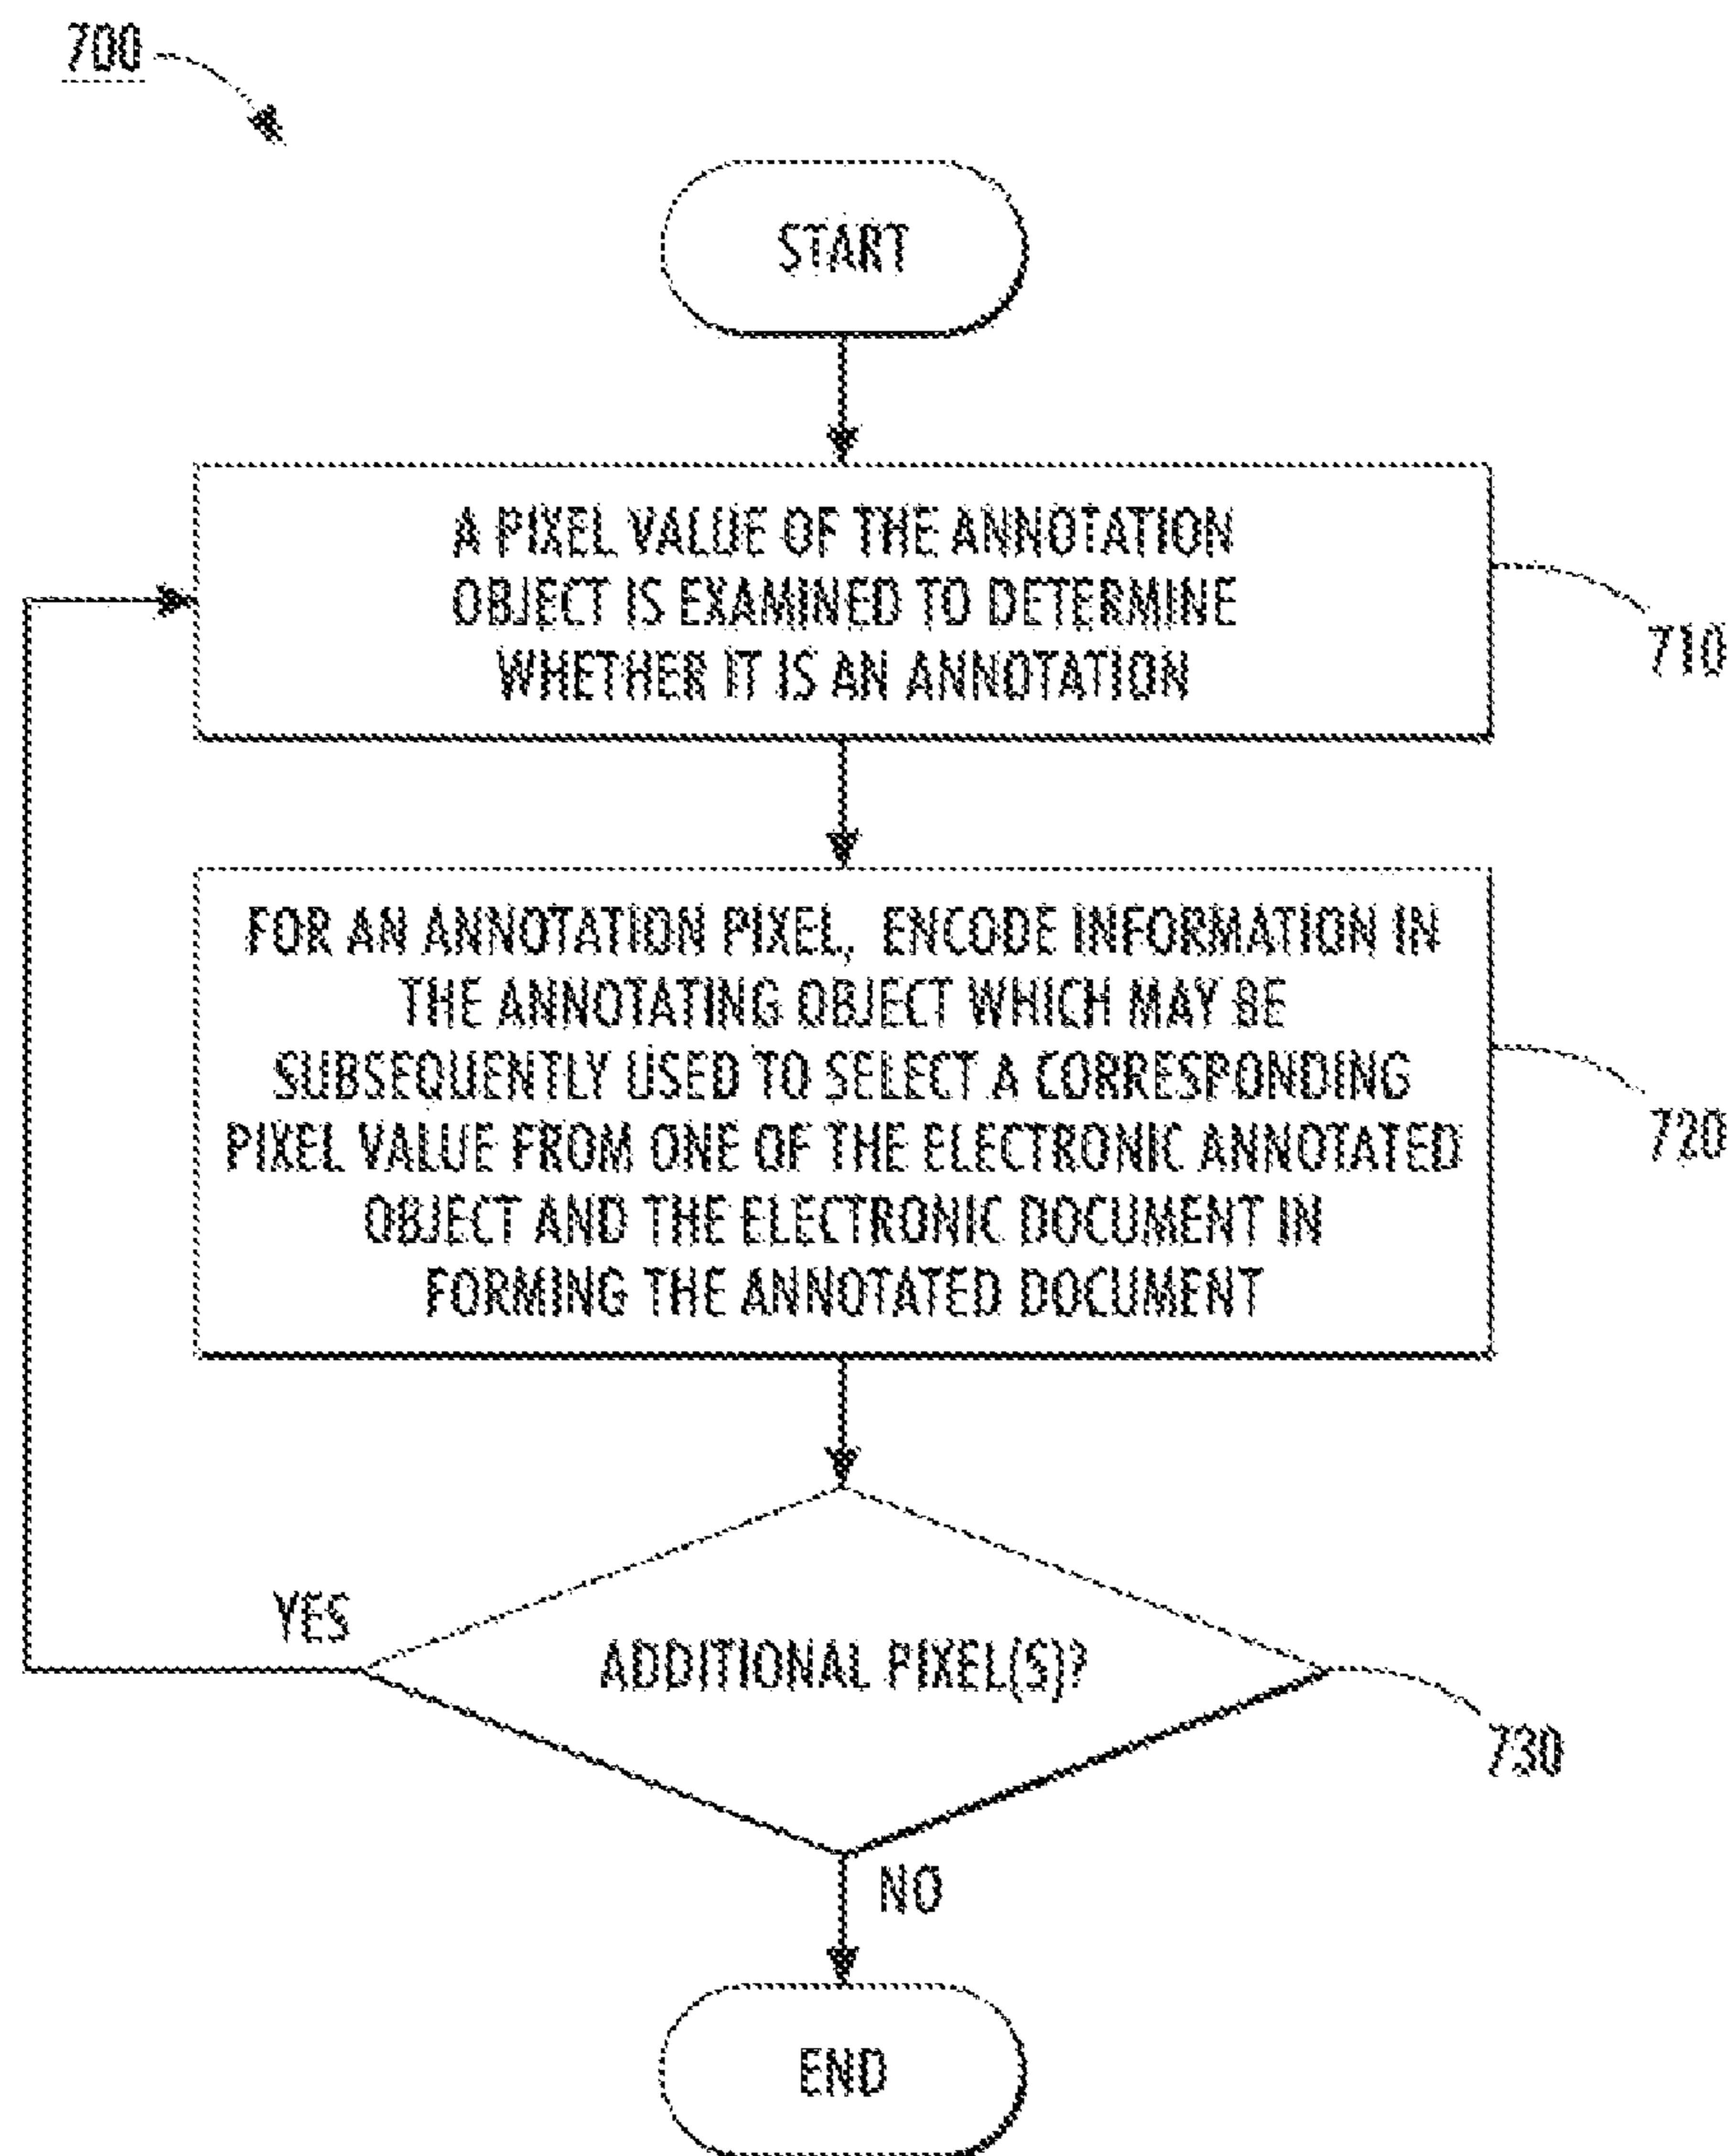 700
START
A PIXEL VALUE OF THE ANNOTATION
OBJECT IS EXAMINED TO DETERMINE
WHETHER IT IS AN ANNOTATION
710
FOR AN ANNOTATION PIXEL, ENCODE INFORMATION IN
THE ANNOTATING OBJECT WHICH MAY BE
SUBSEQUENTLY USED TO SELECT A CORRESPONDING
PIXEL VALUE FROM ONE OF THE ELECTRONIC ANNOTATED
OBJECT AND THE ELECTRONIC DOCUMENT IN
FORMING THE ANNOTATED DOCUMENT
720
YES
ADDITIONAL PIXEL(S)?
730
NO
END